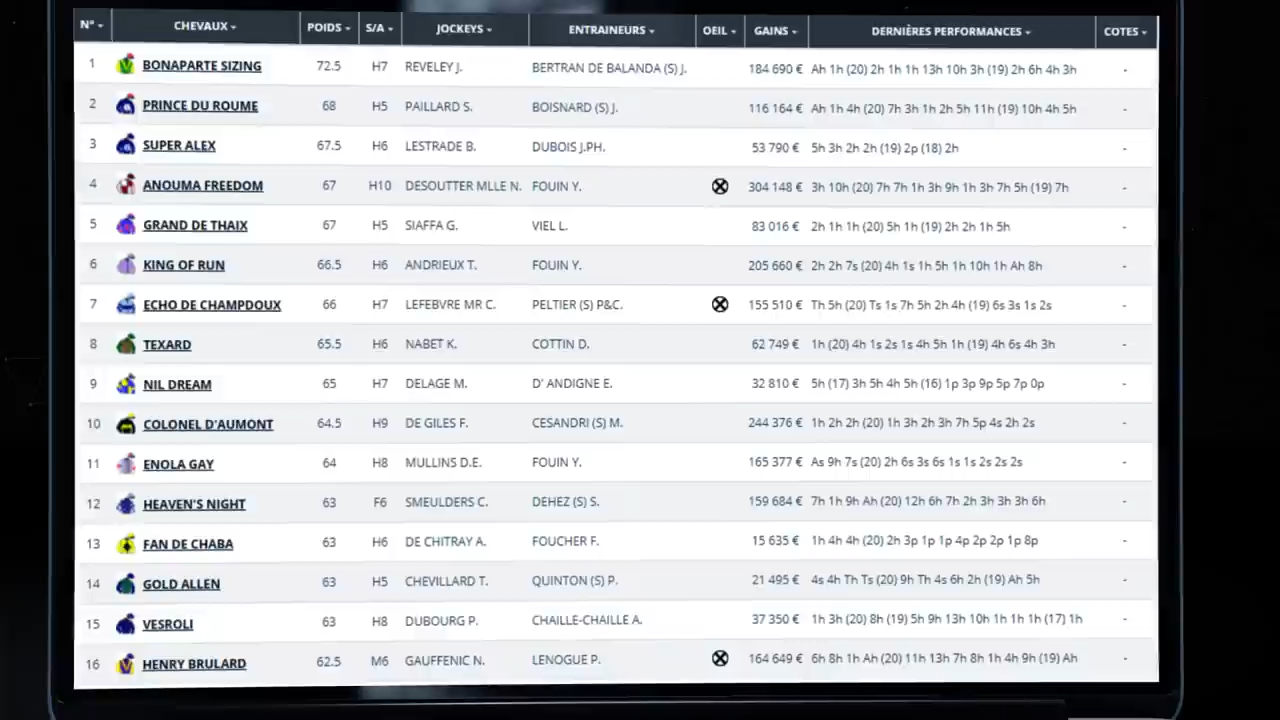 N° CHEVAUX POIDS S/A JOCKEYS ENTRAINEURS OEIL GAINS DERNIÈRES PERFORMANCES COTES
1 BONAPARTE SIZING 72.5 H7 REVELEY J. BERTRAN DE BALANDA (S) J. 184 690 € Ah 1h (20) 2h 1h 1h 13h 10h 3h (19) 2h 6h 4h 3h -
2 PRINCE DU ROUME 68 H5 PAILLARD S. BOISNARD (S) J. 116 164 € Ah 1h 4h (20) 7h 3h 1h 2h 5h 11h (19) 10h 4h 5h -
3 SUPER ALEX 67.5 H6 LESTRADE B. DUBOIS J.PH. 53 790 € 5h 3h 2h 2h (19) 2p (18) 2h -
4 ANOUMA FREEDOM 67 H10 DESOUTTER MLLE N. FOUIN Y. 304 148 € 3h 10h (20) 7h 7h 1h 3h 9h 1h 3h 7h 5h (19) 7h -
5 GRAND DE THAIX 67 H5 SIAFFA G. VIEL L. 83 016 € 2h 1h 1h (20) 5h 1h (19) 2h 2h 1h 5h -
6 KING OF RUN 66.5 H6 ANDRIEUX T. FOUIN Y. 205 660 € 2h 2h 7s (20) 4h 1s 1h 5h 1h 10h 1h Ah 8h -
7 ECHO DE CHAMPDOUX 66 H7 LEFEBVRE MR C. PELTIER (S) P&C. 155 510 € Th 5h (20) Ts 1s 7h 5h 2h 4h (19) 6s 3s 1s 2s -
8 TEXARD 65.5 H6 NABET K. COTTIN D. 62 749 € 1h (20) 4h 1s 2s 1s 4h 5h 1h (19) 4h 6s 4h 3h -
9 NIL DREAM 65 H7 DELAGE M. D' ANDIGNE E. 32 810 € 5h (17) 3h 5h 4h 5h (16) 1p 3p 9p 5p 7p 0p -
10 COLONEL D'AUMONT 64.5 H9 DE GILES F. CESANDRI (S) M. 244 376 € 1h 2h 2h (20) 1h 3h 2h 3h 7h 5p 4s 2h 2s -
11 ENOLA GAY 64 H8 MULLINS D.E. FOUIN Y. 165 377 € As 9h 7s (20) 2h 6s 3s 6s 1s 1s 2s 2s 2s -
12 HEAVEN'S NIGHT 63 F6 SMEULDERS C. DEHEZ (S) S. 159 684 € 7h 1h 9h Ah (20) 12h 6h 7h 2h 3h 3h 3h 6h -
13 FAN DE CHABA 63 H6 DE CHITRAY A. FOUCHER F. 15 635 € 1h 4h 4h (20) 2h 3p 1p 1p 4p 2p 2p 1p 8p -
14 GOLD ALLEN 63 H5 CHEVILLARD T. QUINTON (S) P. 21 495 € 4s 4h Th Ts (20) 9h Th 4s 6h 2h (19) Ah 5h -
15 VESROLI 63 H8 DUBOURG P. CHAILLE-CHAILLE A. 37 350 € 1h 3h (20) 8h (19) 5h 9h 13h 10h 1h 1h 1h (17) 1h -
16 HENRY BRULARD 62.5 M6 GAUFFENIC N. LENOGUE P. 164 649 € 6h 8h 1h Ah (20) 11h 13h 7h 8h 1h 4h 9h (19) Ah -